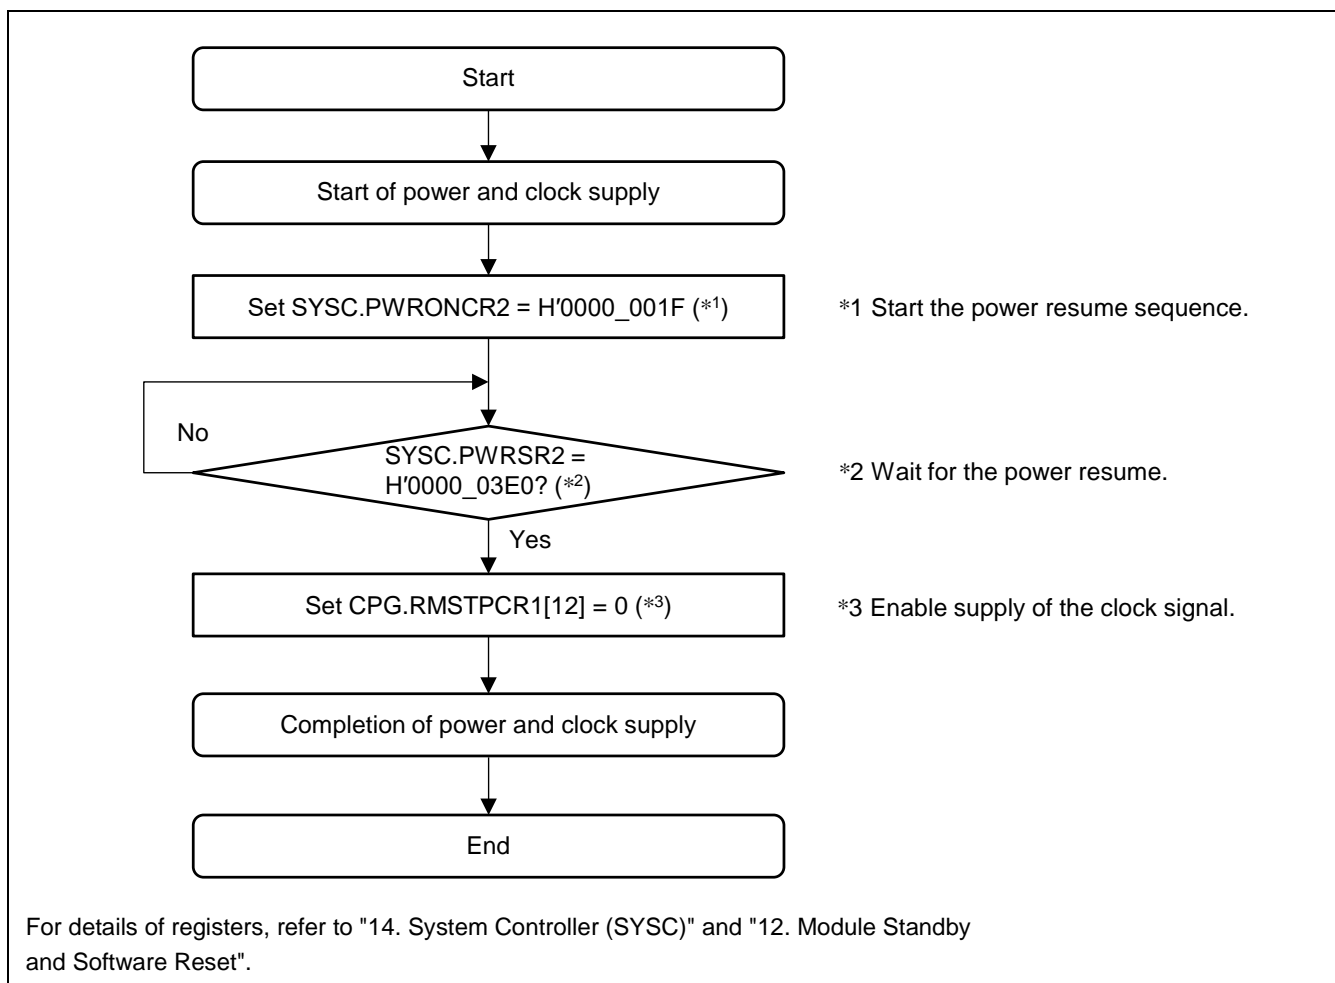 Start
Start of power and clock supply
Set SYSC.PWRONCR2 = H′0000_001F (*1)
*1 Start the power resume sequence.
No
SYSC.PWRSR2 =
H′0000_03E0? (*2)
*2 Wait for the power resume.
Yes
Set CPG.RMSTPCR1[12] = 0 (*3)
*3 Enable supply of the clock signal.
Completion of power and clock supply
End
For details of registers, refer to "14. System Controller (SYSC)" and "12. Module Standby
and Software Reset".